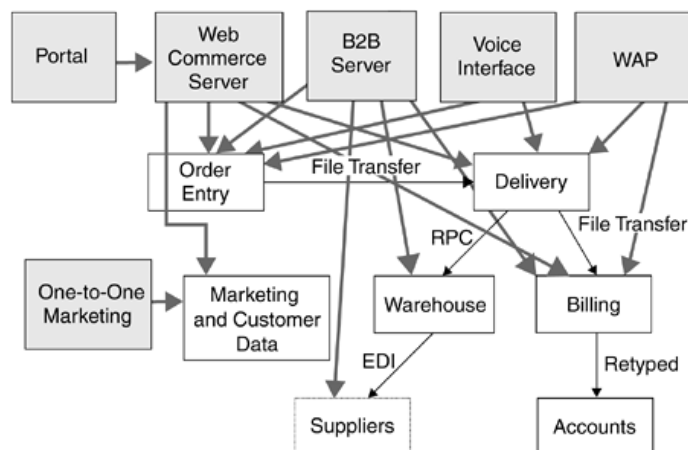 Portal
Web
Commerce
Server
B2B
Server
Voice
Interface
WAP
Order
Entry
File Transfer
Delivery
RPC
File Transfer
One-to-One
Marketing
Marketing
and Customer
Data
Warehouse
Billing
EDI
Retyped
Suppliers
Accounts